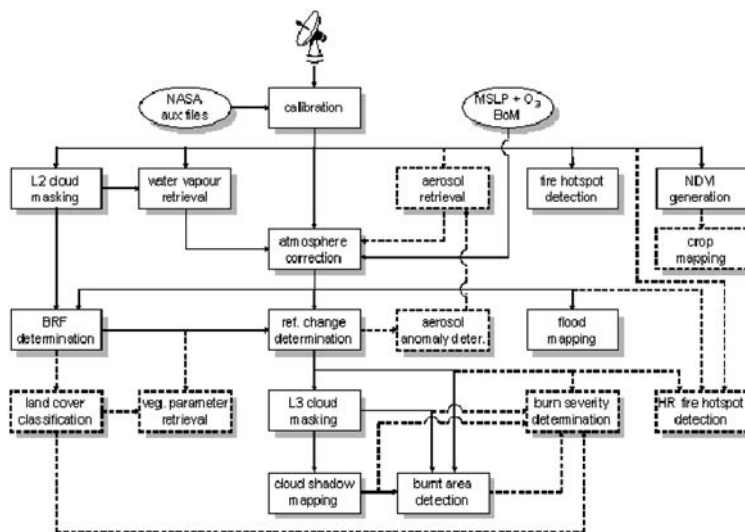 NASA
aux files
calibration
MSLP + O3
BoM
L2 cloud
masking
water vapour
retrieval
aerosol
retrieval
fire hotspot
detection
NDVI
generation
atmosphere
correction
crop
mapping
BRF
determination
ref. change
determination
aerosol
anomaly deter.
flood
mapping
land cover
classification
veg. parameter
retrieval
L3 cloud
masking
burn severity
determination
HR fire hotspot
detection
cloud shadow
mapping
burnt area
detection